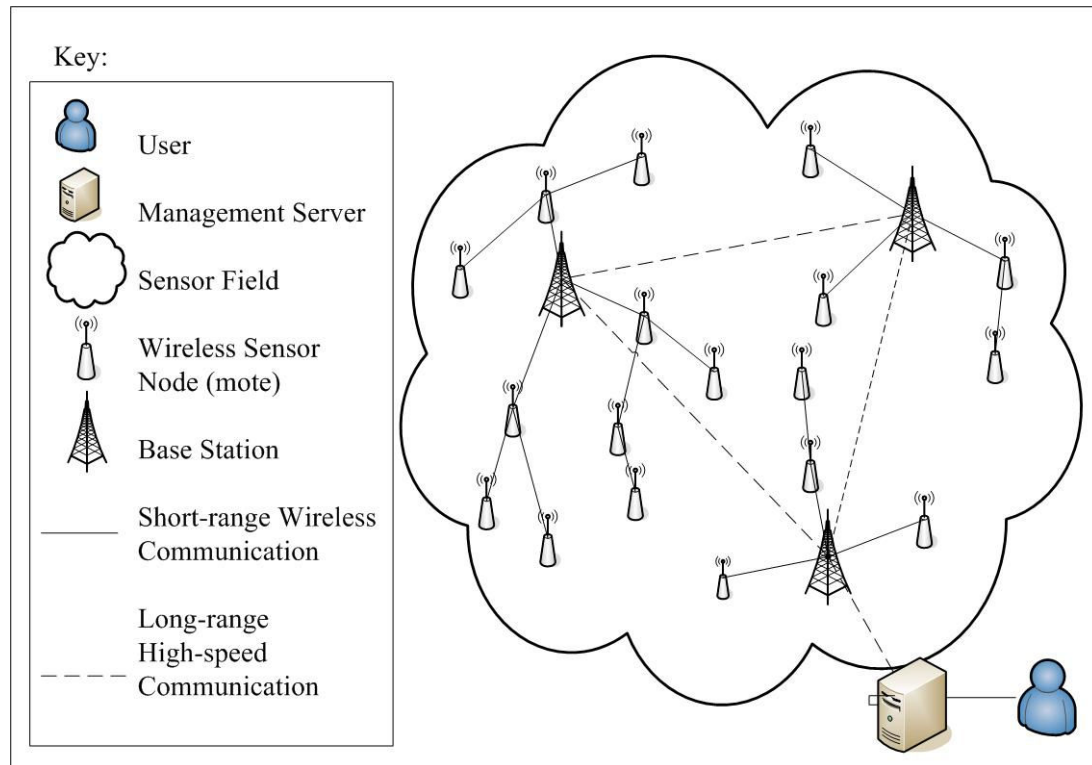 Key:
User
Management Server
Sensor Field
Wireless Sensor
Node (mote)
Base Station
Short-range Wireless
Communication
Long-range
High-speed
Communication